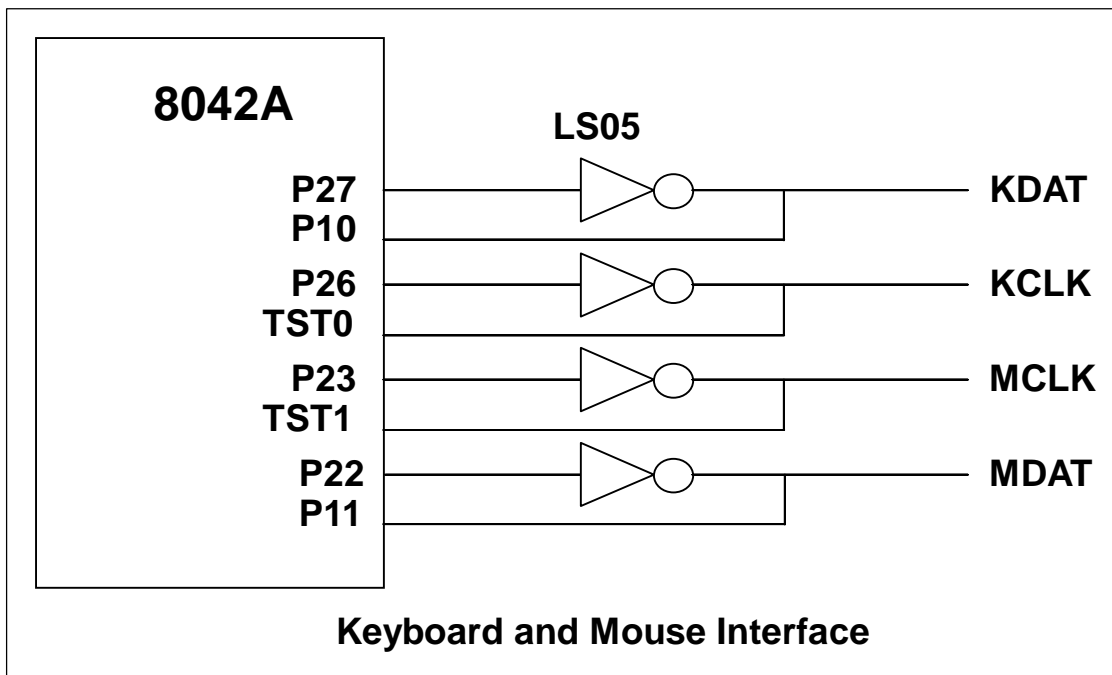 8042A
LS05
P27
KDAT
P10
P26
KCLK
TST0
P23
MCLK
TST1
P22
MDAT
P11
Keyboard and Mouse Interface